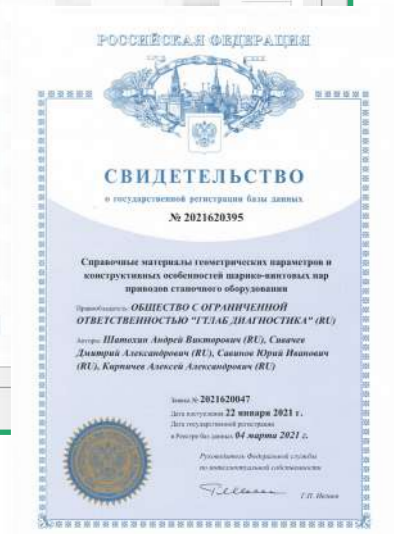 РОССИЙСКАЯ ФЕДЕРАЦИЯ
СВИДЕТЕЛЬСТВО
о государственной регистрации базы данных
№ 2021620395
Справочные материалы геометрических параметров и
конструктивных особенностей шарико-винтовых пар
приводов станочного оборудования
Правообладатель: ОБЩЕСТВО С ОГРАНИЧЕННОЙ
ОТВЕТСТВЕННОСТЬЮ "ГТЛАБ ДИАГНОСТИКА" (RU)
Авторы: Шатохин Андрей Викторович (RU), Сивачев
Дмитрий Александрович (RU), Савинов Юрий Иванович
(RU), Кирпичев Алексей Александрович (RU)
Заявка № 2021620047
Дата поступления 22 января 2021 г.
Дата государственной регистрации
в Реестре баз данных 04 марта 2021 г.
Руководитель Федеральной службы
по интеллектуальной собственности
Г.П. Ивлиев